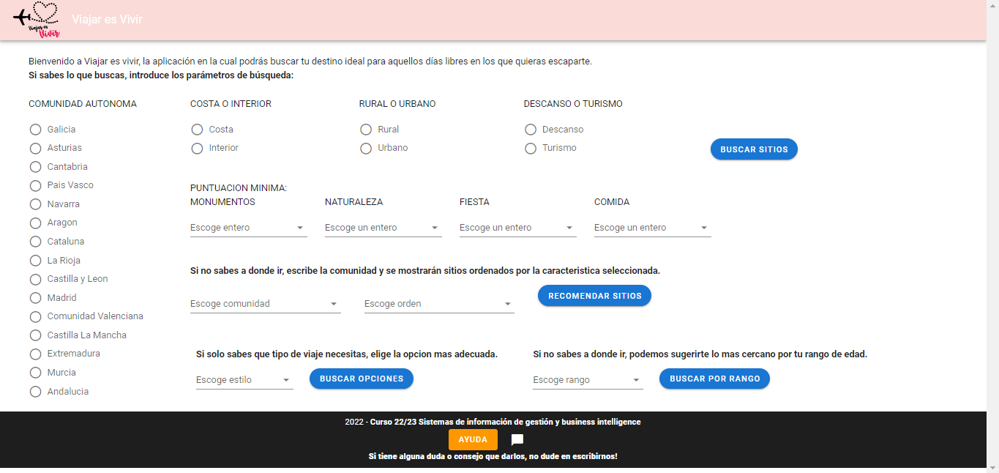 Viajar es
Vivir
Viajar es Vivir
Bienvenido a Viajar es vivir, la aplicación en la cual podrás buscar tu destino ideal para aquellos días libres en los que quieras escaparte.
Si sabes lo que buscas, introduce los parámetros de búsqueda:
COMUNIDAD AUTONOMA
Galicia
Asturias
Cantabria
Pais Vasco
Navarra
Aragon
Cataluna
La Rioja
Castilla y Leon
Madrid
Comunidad Valenciana
Castilla La Mancha
Extremadura
Murcia
Andalucia
COSTA O INTERIOR
Costa
Interior
RURAL O URBANO
Rural
Urbano
DESCANSO O TURISMO
Descanso
Turismo
BUSCAR SITIOS
PUNTUACION MINIMA:
MONUMENTOS
Escoge entero
NATURALEZA
Escoge un entero
FIESTA
Escoge un entero
COMIDA
Escoge un entero
Si no sabes a donde ir, escribe la comunidad y se mostrarán sitios ordenados por la caracteristica seleccionada.
Escoge comunidad
Escoge orden
RECOMENDAR SITIOS
Si solo sabes que tipo de viaje necesitas, elige la opcion mas adecuada.
Escoge estilo
BUSCAR OPCIONES
Si no sabes a donde ir, podemos sugerirte lo mas cercano por tu rango de edad.
Escoge rango
BUSCAR POR RANGO
2022 - Curso 22/23 Sistemas de información de gestión y business intelligence
AYUDA
Si tiene alguna duda o consejo que darlos, no dude en escribirnos!